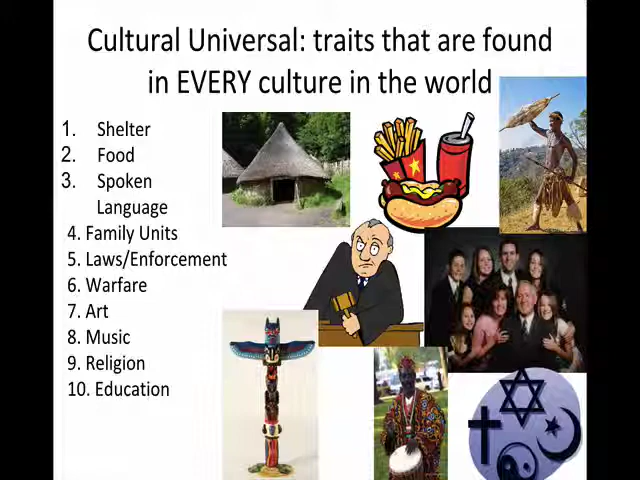 Cultural Universal: traits that are found
in EVERY culture in the world
1. Shelter
2. Food
3. Spoken
Language
4. Family Units
5. Laws/Enforcement
6. Warfare
7. Art
8. Music
9. Religion
10. Education